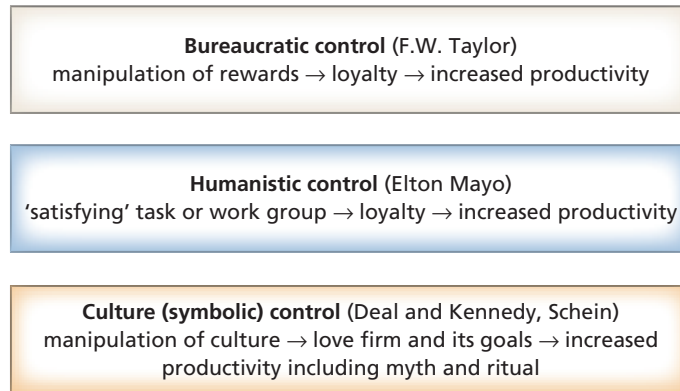 Bureaucratic control (F.W. Taylor)
manipulation of rewards → loyalty → increased productivity
Humanistic control (Elton Mayo)
‘satisfying’ task or work group → loyalty → increased productivity
Culture (symbolic) control (Deal and Kennedy, Schein)
manipulation of culture → love firm and its goals → increased
productivity including myth and ritual